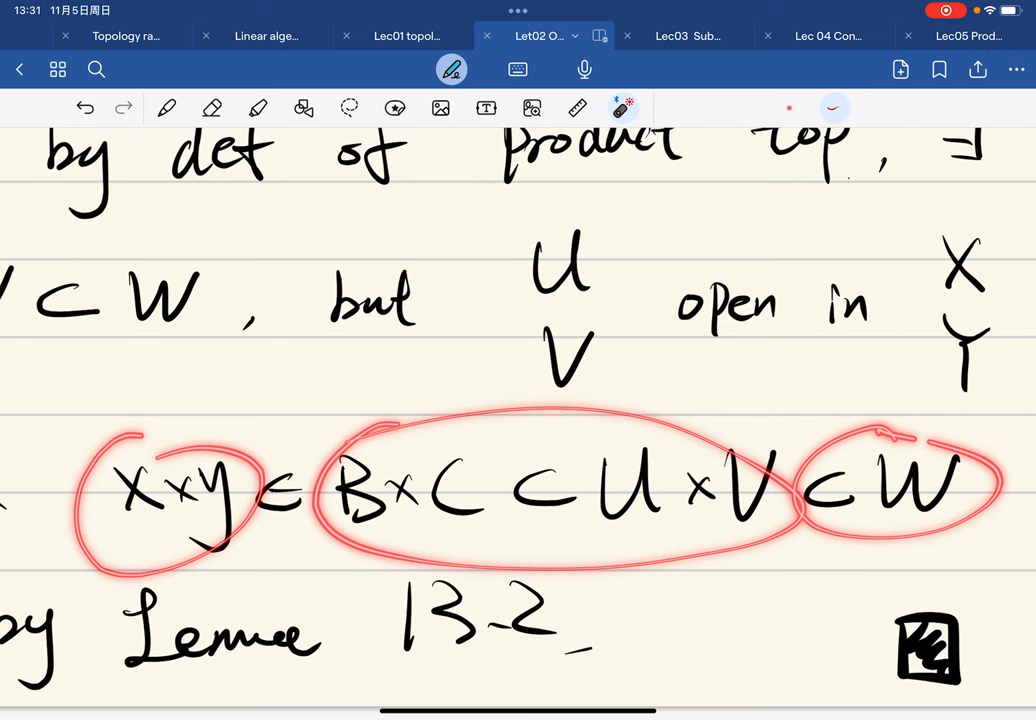 13:31 11月5日周日
Topology ra... Linear alge... Lec01 topol... Let02 O... Lec03 Sub... Lec 04 Con... Lec05 Prod...
by def of product top, ∃
⊂ W, but U open in X
V Y
x×y ∈ B×C ⊂ U×V ⊂ W
by Lemma 13.2